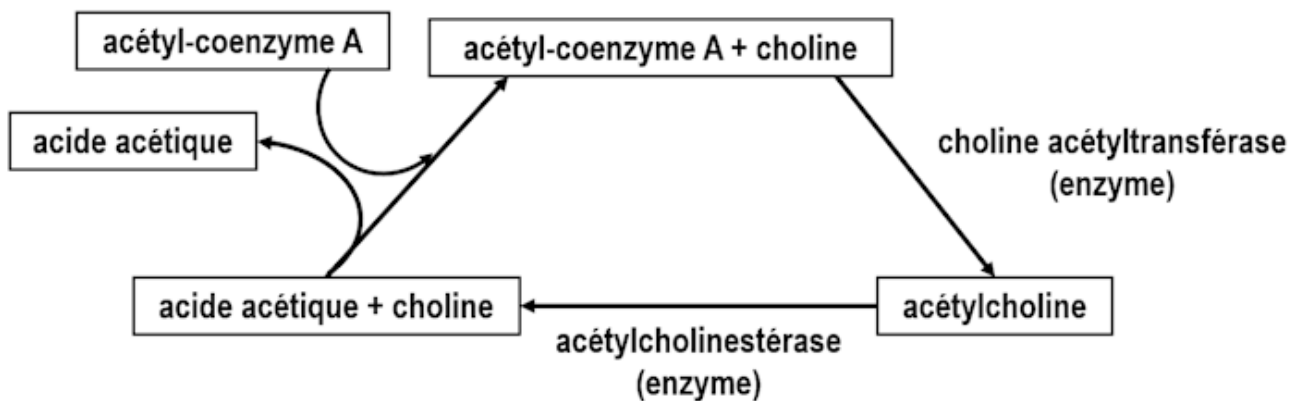 acétyl-coenzyme A
acétyl-coenzyme A + choline
acide acétique
choline acétyltransférase
(enzyme)
acide acétique + choline
acétylcholine
acétylcholinestérase
(enzyme)